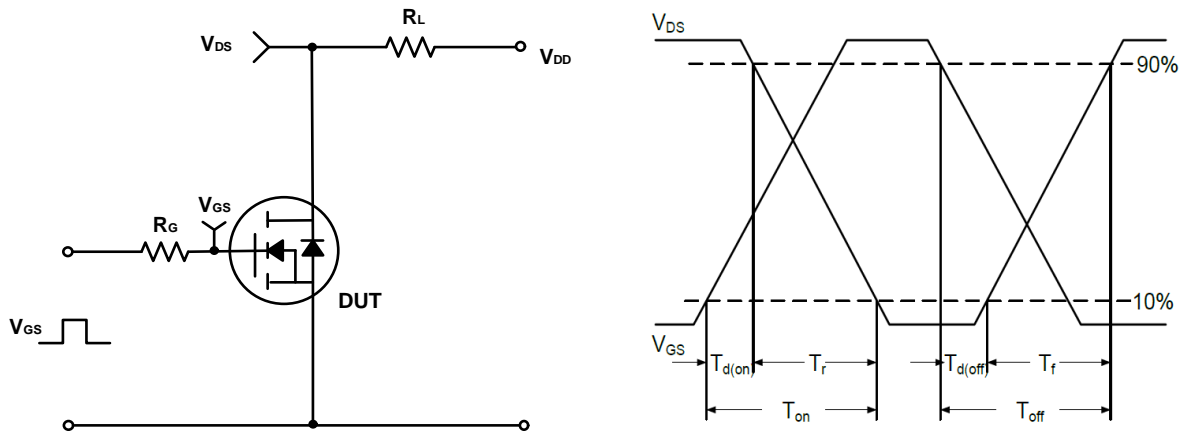 RL
VDS
VDD
VGS
RG
DUT
VGS
VDS
90%
10%
VGS
Td(on)
Tr
Td(off)
Tf
Ton
Toff